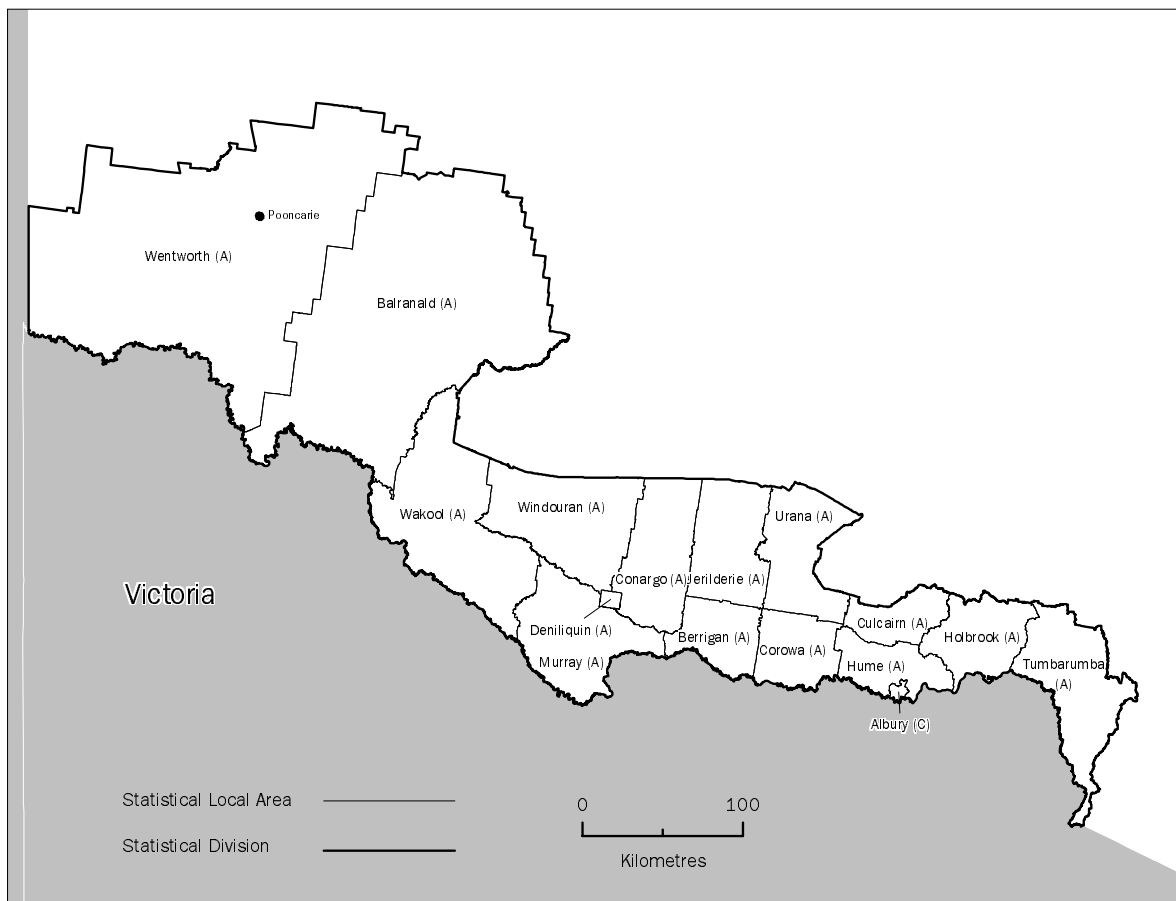 Pooncarie
Wentworth (A)
Balranald (A)
Windouran (A)
Wakool (A)
Urana (A)
Conargo (A)
Jerilderie (A)
Victoria
Deniliquin (A)
Culcairn (A)
Berrigan (A)
Holbrook (A)
Corowa (A)
Murray (A)
Hume (A)
Tumbarumba
(A)
Albury (C)
Statistical Local Area
0 100
Statistical Division
Kilometres